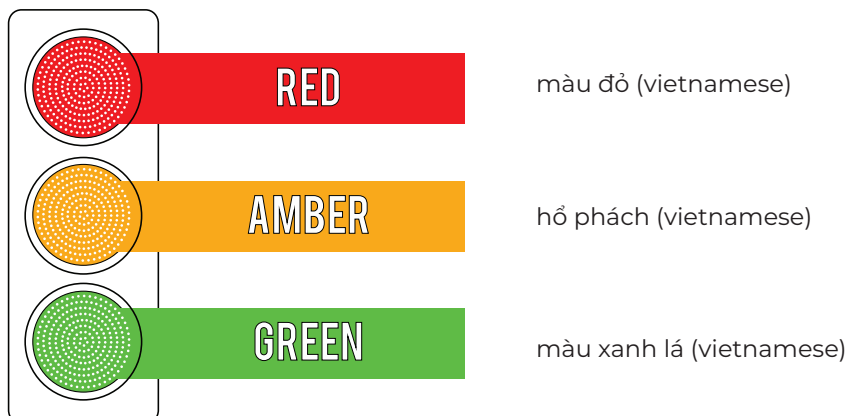 RED
màu đỏ (vietnamese)
AMBER
hổ phách (vietnamese)
GREEN
màu xanh lá (vietnamese)